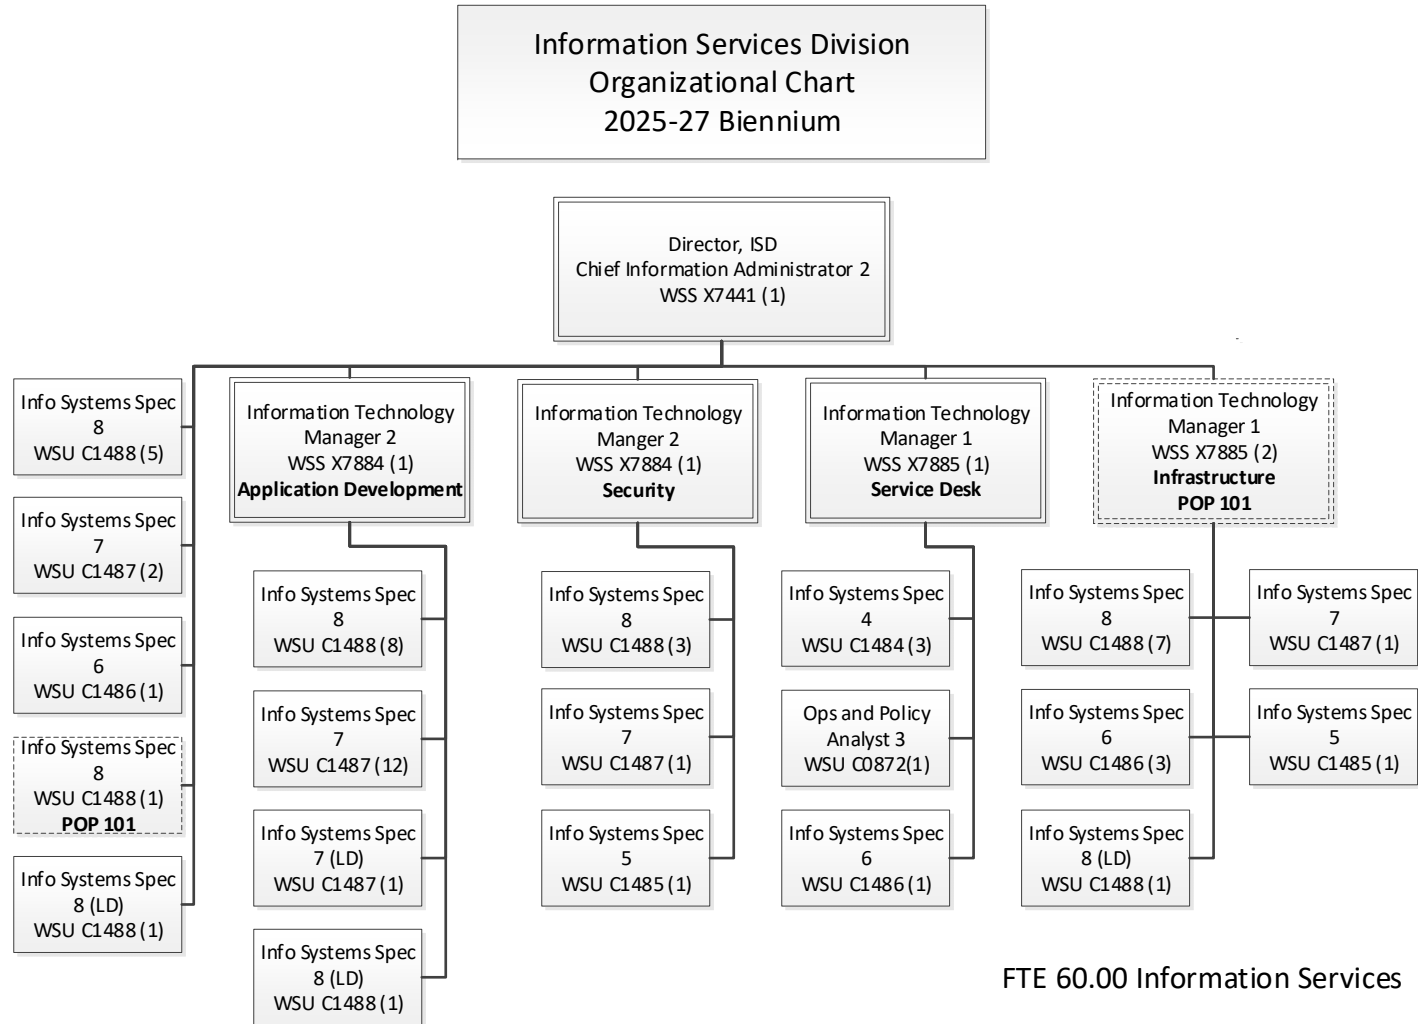 Information Services Division
Organizational Chart
2025-27 Biennium
Director, ISD
Chief Information Administrator 2
WSS X7441 (1)
Info Systems Spec
8
WSU C1488 (5)
Info Systems Spec
7
WSU C1487 (2)
Info Systems Spec
6
WSU C1486 (1)
Info Systems Spec
8
WSU C1488 (1)
POP 101
Info Systems Spec
8 (LD)
WSU C1488 (1)
Information Technology
Manager 2
WSS X7884 (1)
Application Development
Info Systems Spec
8
WSU C1488 (8)
Info Systems Spec
7
WSU C1487 (12)
Info Systems Spec
7 (LD)
WSU C1487 (1)
Info Systems Spec
8 (LD)
WSU C1488 (1)
Information Technology
Manger 2
WSS X7884 (1)
Security
Info Systems Spec
8
WSU C1488 (3)
Info Systems Spec
7
WSU C1487 (1)
Info Systems Spec
5
WSU C1485 (1)
Information Technology
Manager 1
WSS X7885 (1)
Service Desk
Info Systems Spec
4
WSU C1484 (3)
Ops and Policy
Analyst 3
WSU C0872(1)
Info Systems Spec
6
WSU C1486 (1)
Information Technology
Manager 1
WSS X7885 (2)
Infrastructure
POP 101
Info Systems Spec
8
WSU C1488 (7)
Info Systems Spec
7
WSU C1487 (1)
Info Systems Spec
6
WSU C1486 (3)
Info Systems Spec
5
WSU C1485 (1)
Info Systems Spec
8 (LD)
WSU C1488 (1)
FTE 60.00 Information Services